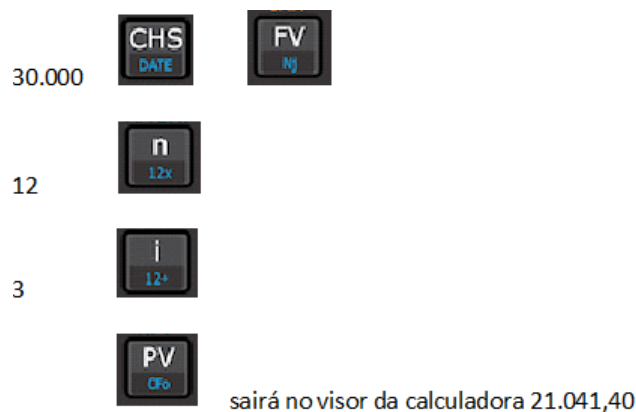 CHS FV
30.000 DATE Nj
n
12 12x
i
3 12÷
PV
CFo
sairá no visor da calculadora 21.041,40